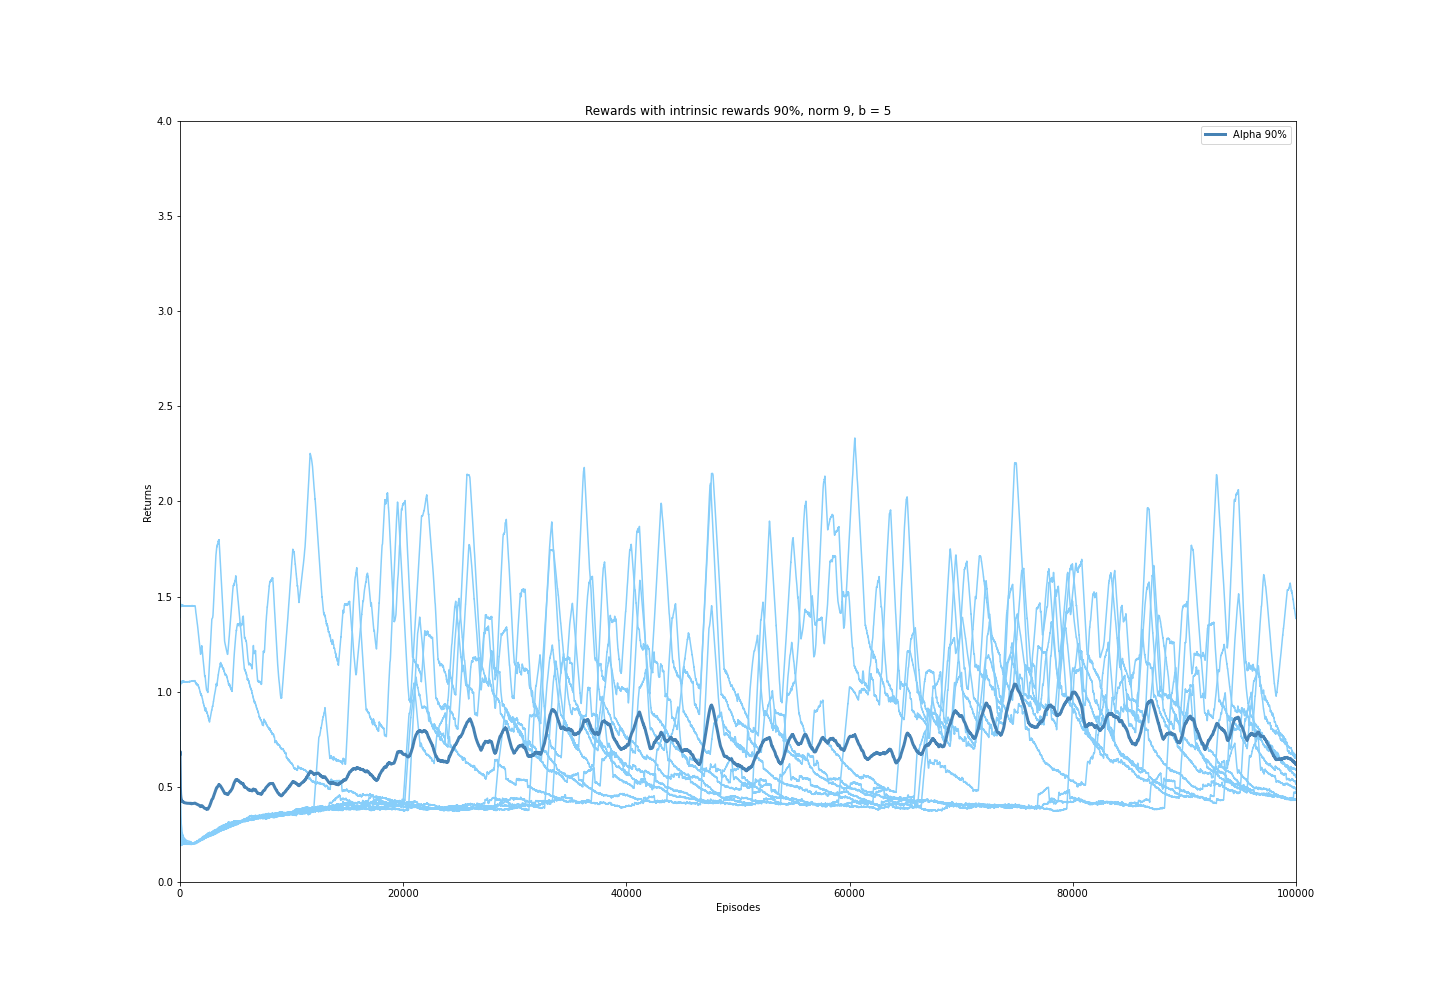 Rewards with intrinsic rewards 90%, norm 9, b = 5
Alpha 90%
4.0
3.5
3.0
2.5
2.0
1.5
1.0
0.5
0.0
Returns
0 20000 40000 60000 80000 100000
Episodes